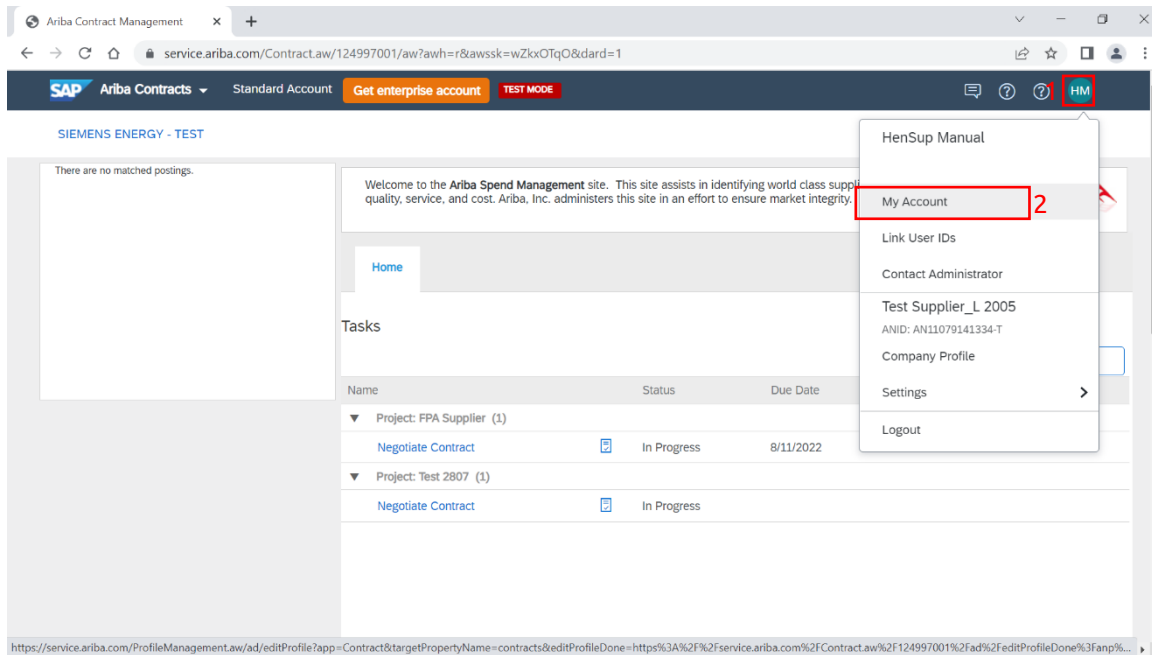 Ariba Contract Management
service.ariba.com/Contract.aw/124997001/aw?awh=r&awssk=wZkxOTqO&dard=1
SAP Ariba Contracts Standard Account Get enterprise account TEST MODE 1 HM
SIEMENS ENERGY - TEST
There are no matched postings.
Welcome to the Ariba Spend Management site. This site assists in identifying world class suppli
quality, service, and cost. Ariba, Inc. administers this site in an effort to ensure market integrity.
Home
Tasks
Name Status Due Date
Project: FPA Supplier (1)
Negotiate Contract In Progress 8/11/2022
Project: Test 2807 (1)
Negotiate Contract In Progress
HenSup Manual
My Account 2
Link User IDs
Contact Administrator
Test Supplier_L 2005
ANID: AN11079141334-T
Company Profile
Settings
Logout
https://service.ariba.com/ProfileManagement.aw/ad/editProfile?app=Contract&targetPropertyName=contracts&editProfileDone=https%3A%2F%2Fservice.ariba.com%2FContract.aw%2F124997001%2Fad%2FeditProfileDone%3Fanp%...